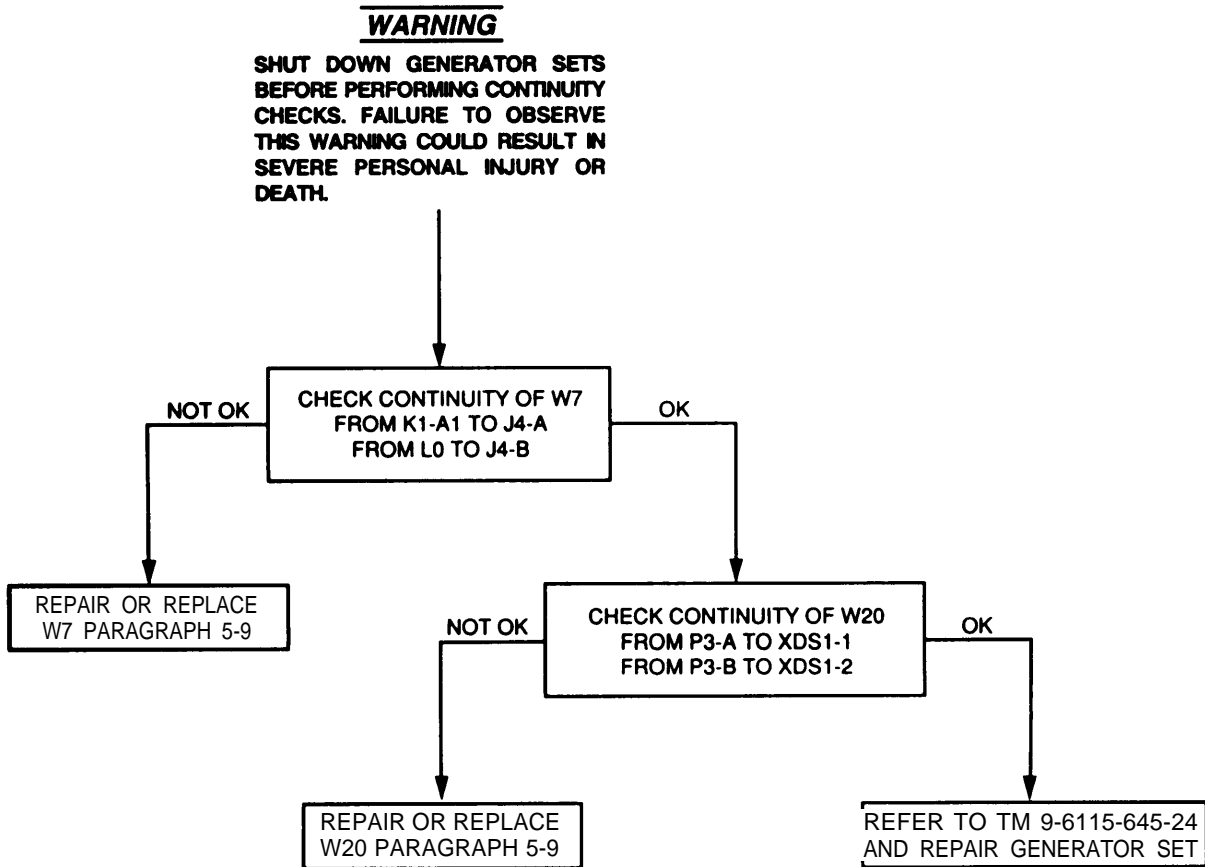 WARNING
SHUT DOWN GENERATOR SETS
BEFORE PERFORMING CONTINUITY
CHECKS. FAILURE TO OBSERVE
THIS WARNING COULD RESULT IN
SEVERE PERSONAL INJURY OR
DEATH.
NOT OK
CHECK CONTINUITY OF W7
FROM K1-A1 TO J4-A
FROM L0 TO J4-B
OK
REPAIR OR REPLACE
W7 PARAGRAPH 5-9
NOT OK
CHECK CONTINUITY OF W20
FROM P3-A TO XDS1-1
FROM P3-B TO XDS1-2
OK
REPAIR OR REPLACE
W20 PARAGRAPH 5-9
REFER TO TM 9-6115-645-24
AND REPAIR GENERATOR SET